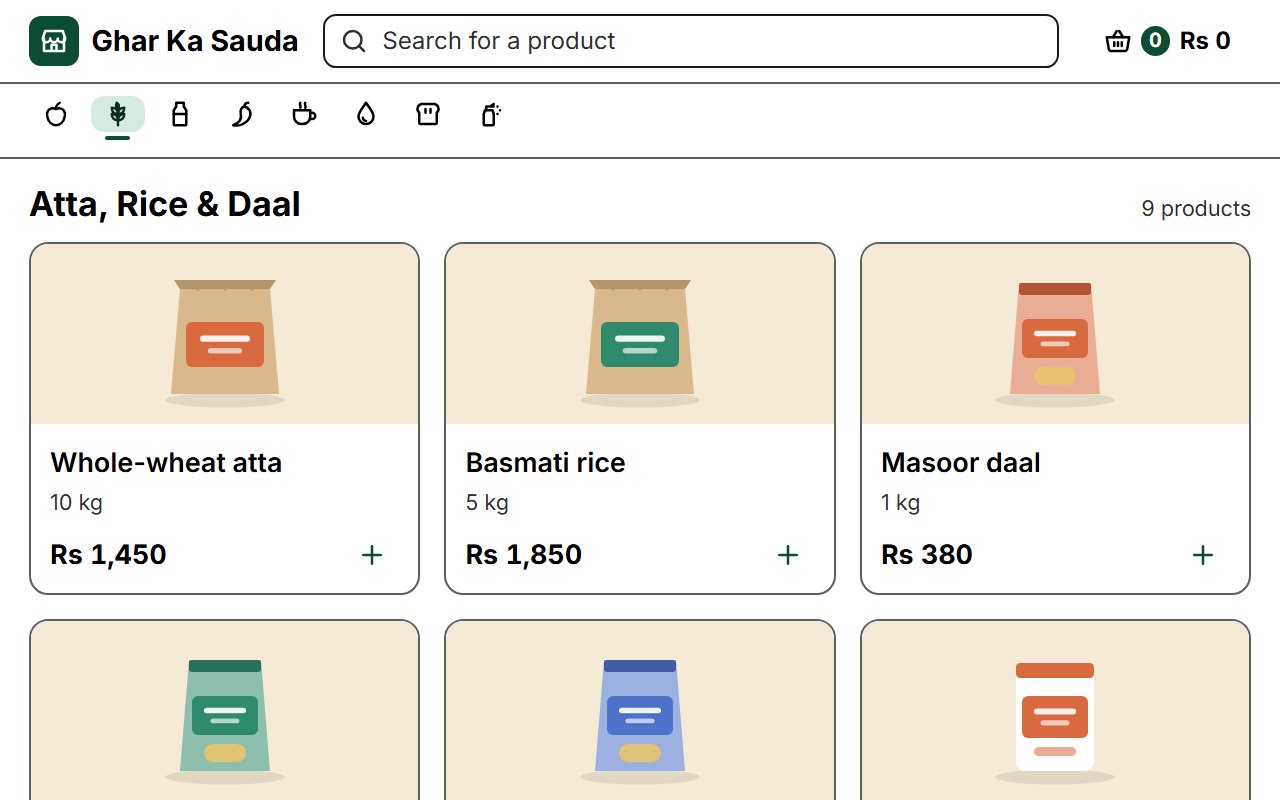 Ghar Ka Sauda
Search for a product
0 Rs 0
Atta, Rice & Daal
9 products
Whole-wheat atta
10 kg
Rs 1,450
Basmati rice
5 kg
Rs 1,850
Masoor daal
1 kg
Rs 380